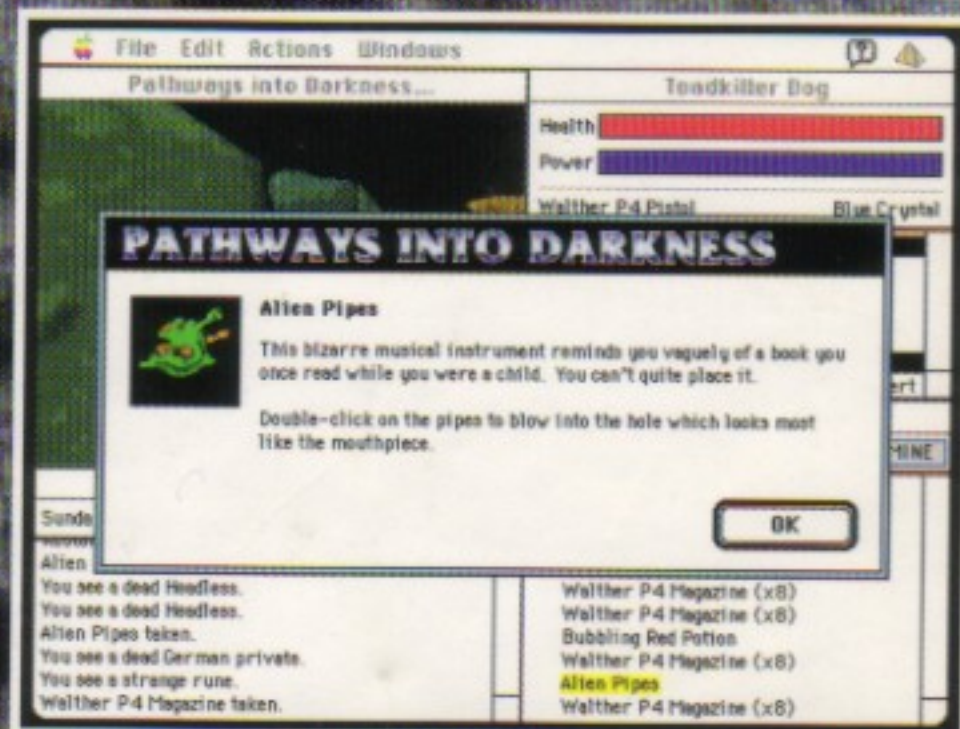 File Edit Actions Windows
Pathways into Darkness...
Toadkiller Dog
Health
Power
Walther P4 Pistol Blue Crystal
PATHWAYS INTO DARKNESS
Alien Pipes
This bizarre musical instrument reminds you vaguely of a book you
once read while you were a child. You can't quite place it.
Double-click on the pipes to blow into the hole which looks most
like the mouthpiece.
OK
ert
MINE
Sunda
Alien
You see a dead Headless.
You see a dead Headless.
Alien Pipes taken.
You see a dead German private.
You see a strange rune.
Walther P4 Magazine taken.
Walther P4 Magazine (x8)
Walther P4 Magazine (x8)
Bubbling Red Potion
Walther P4 Magazine (x8)
Alien Pipes
Walther P4 Magazine (x8)